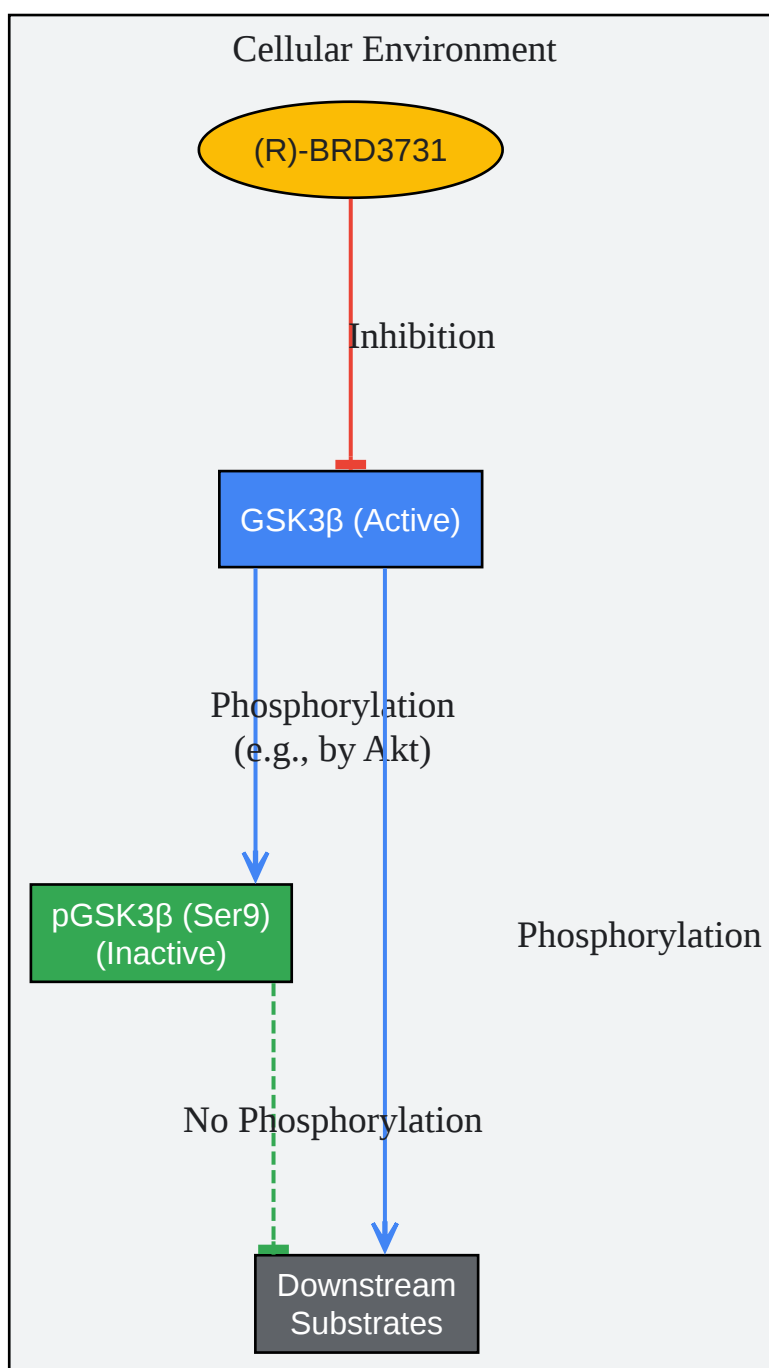 Cellular Environment
(R)-BRD3731
Inhibition
GSK3β (Active)
Phosphorylation
(e.g., by Akt)
pGSK3β (Ser9)
(Inactive)
Phosphorylation
No Phosphorylation
Downstream
Substrates